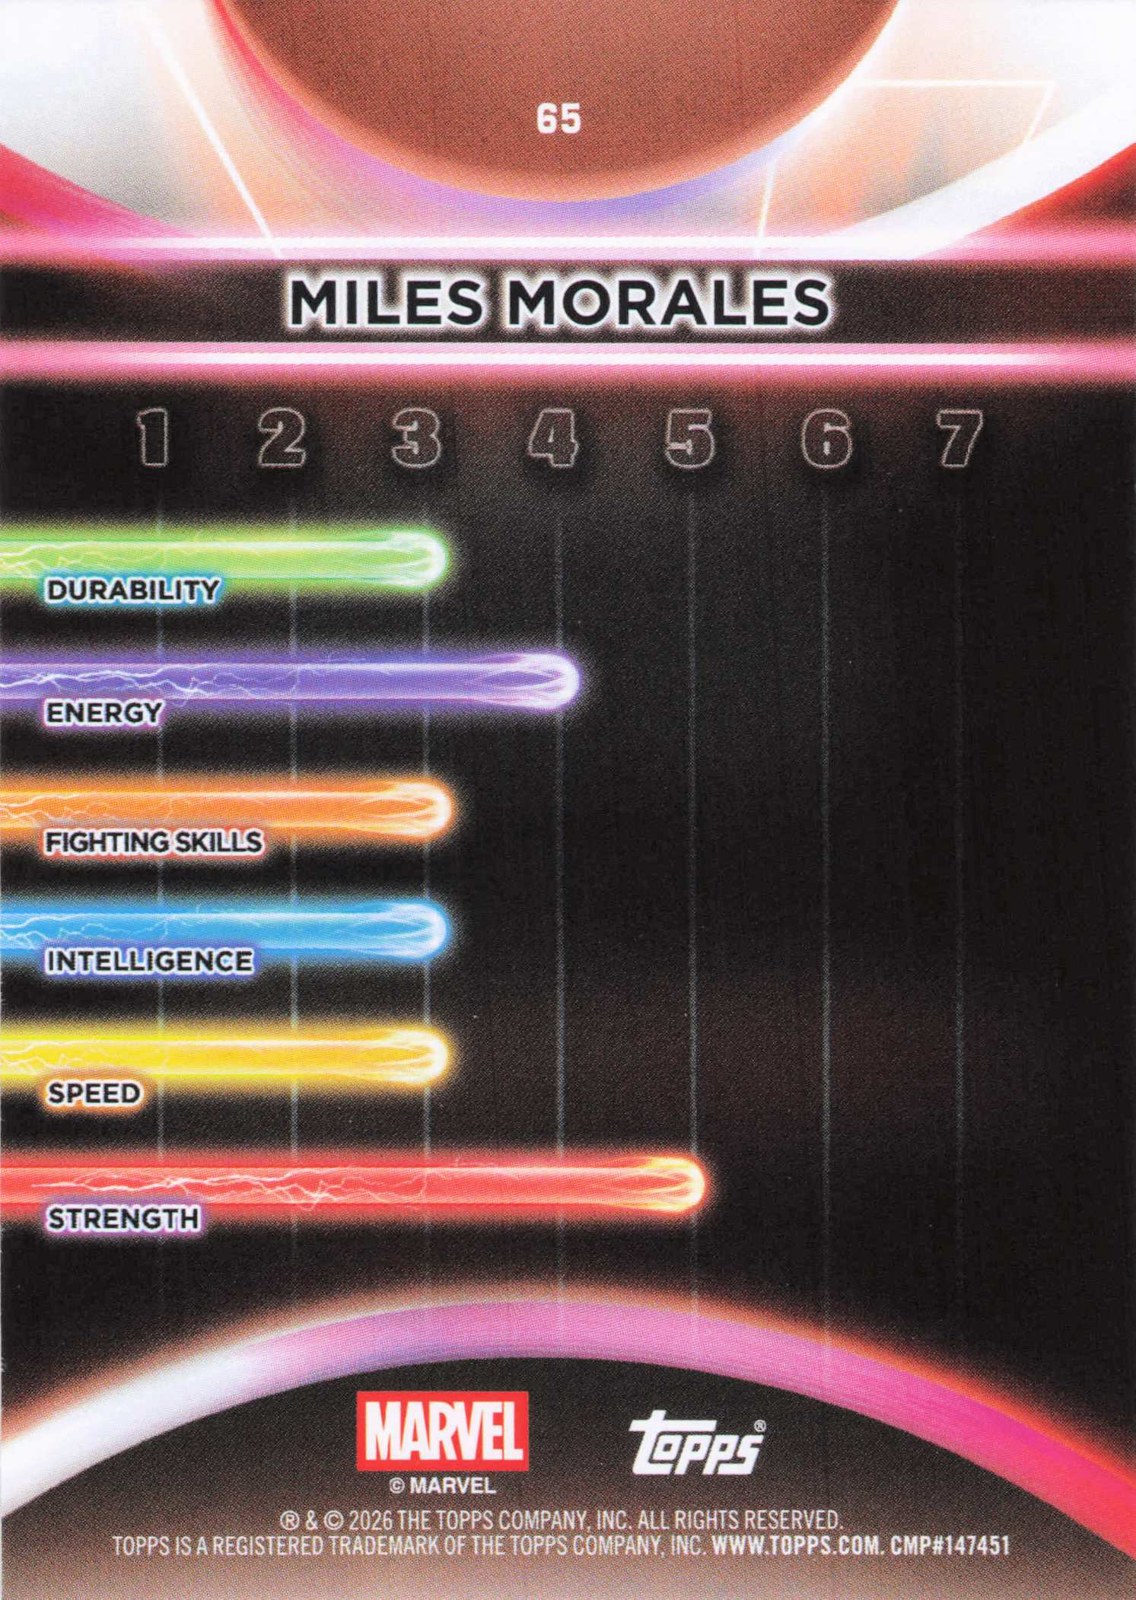 65
MILES MORALES
1 2 3 4 5 6 7
DURABILITY
ENERGY
FIGHTING SKILLS
INTELLIGENCE
SPEED
STRENGTH
MARVEL topps®
© MARVEL
® & © 2026 THE TOPPS COMPANY, INC. ALL RIGHTS RESERVED.
TOPPS IS A REGISTERED TRADEMARK OF THE TOPPS COMPANY, INC. WWW.TOPPS.COM. CMP#147451